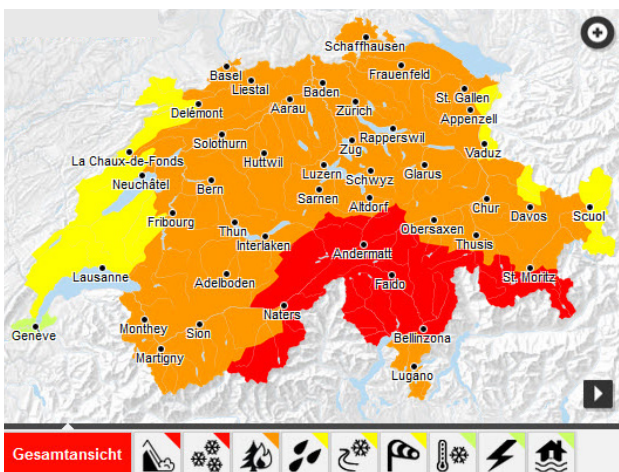 Schaffhausen
Basel
Liestal
Baden
Frauenfeld
Delémont
Aarau
Zürich
St. Gallen
Appenzell
Solothurn
Zug
Rapperswil
La Chaux-de-Fonds
Huttwil
Vaduz
Neuchâtel
Bern
Luzern
Schwyz
Glarus
Sarnen
Altdorf
Chur
Davos
Scuol
Fribourg
Thun
Interlaken
Obersaxen
Thusis
Andermatt
Lausanne
Adelboden
Faido
St. Moritz
Naters
Genève
Monthey
Sion
Bellinzona
Martigny
Lugano
Gesamtansicht